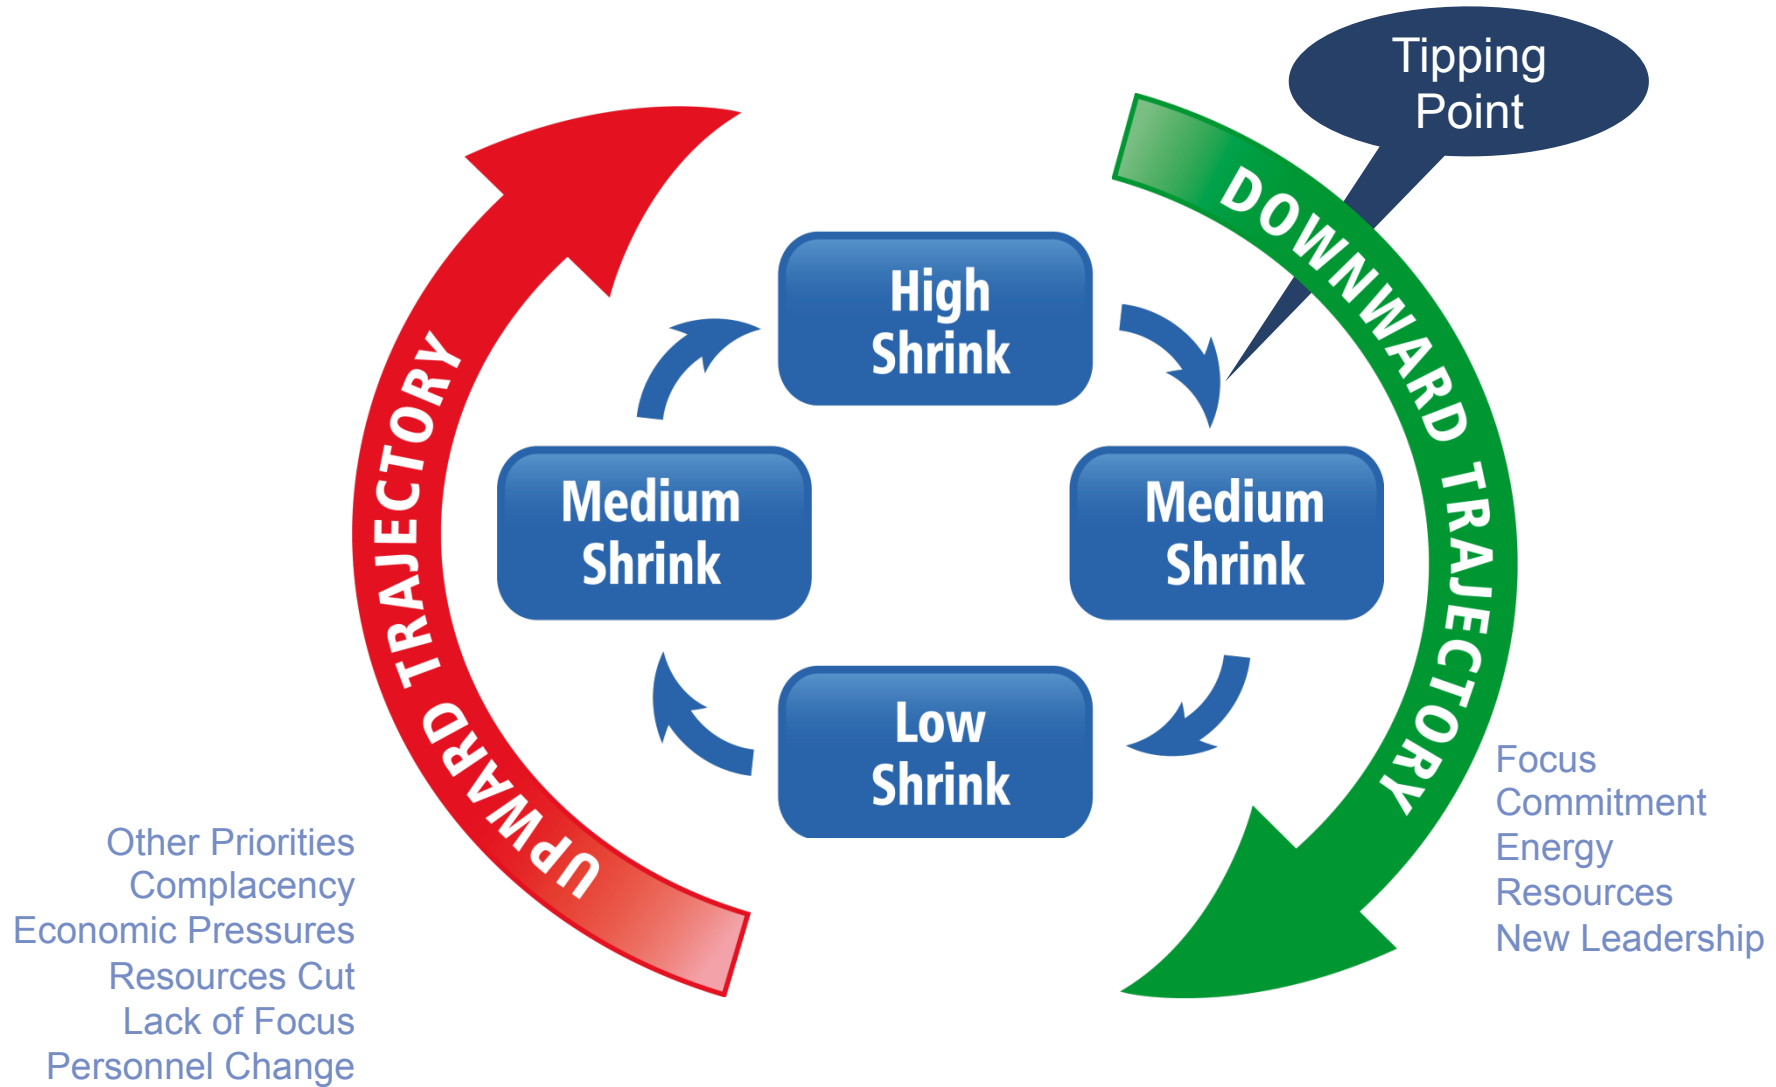 Tipping
Point
DOWNWARD TRAJECTORY
UPWARD TRAJECTORY
High
Shrink
Medium
Shrink
Medium
Shrink
Low
Shrink
Focus
Commitment
Energy
Resources
New Leadership
Other Priorities
Complacency
Economic Pressures
Resources Cut
Lack of Focus
Personnel Change